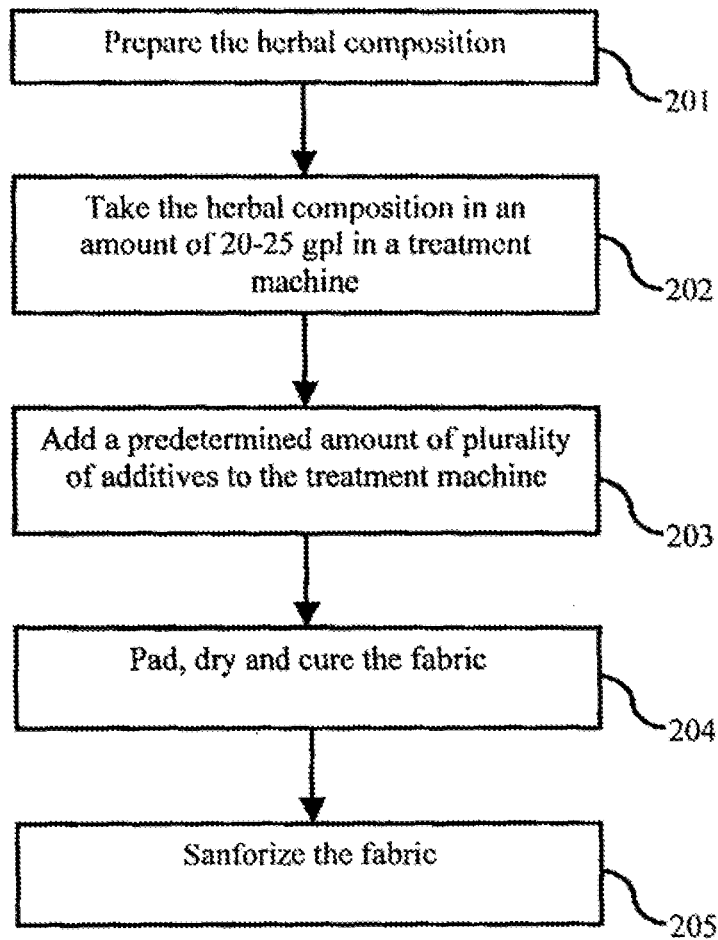 Prepare the herbal composition
201
Take the herbal composition in an
amount of 20-25 gpl in a treatment
machine
202
Add a predetermined amount of plurality
of additives to the treatment machine
203
Pad, dry and cure the fabric
204
Sanforize the fabric
205